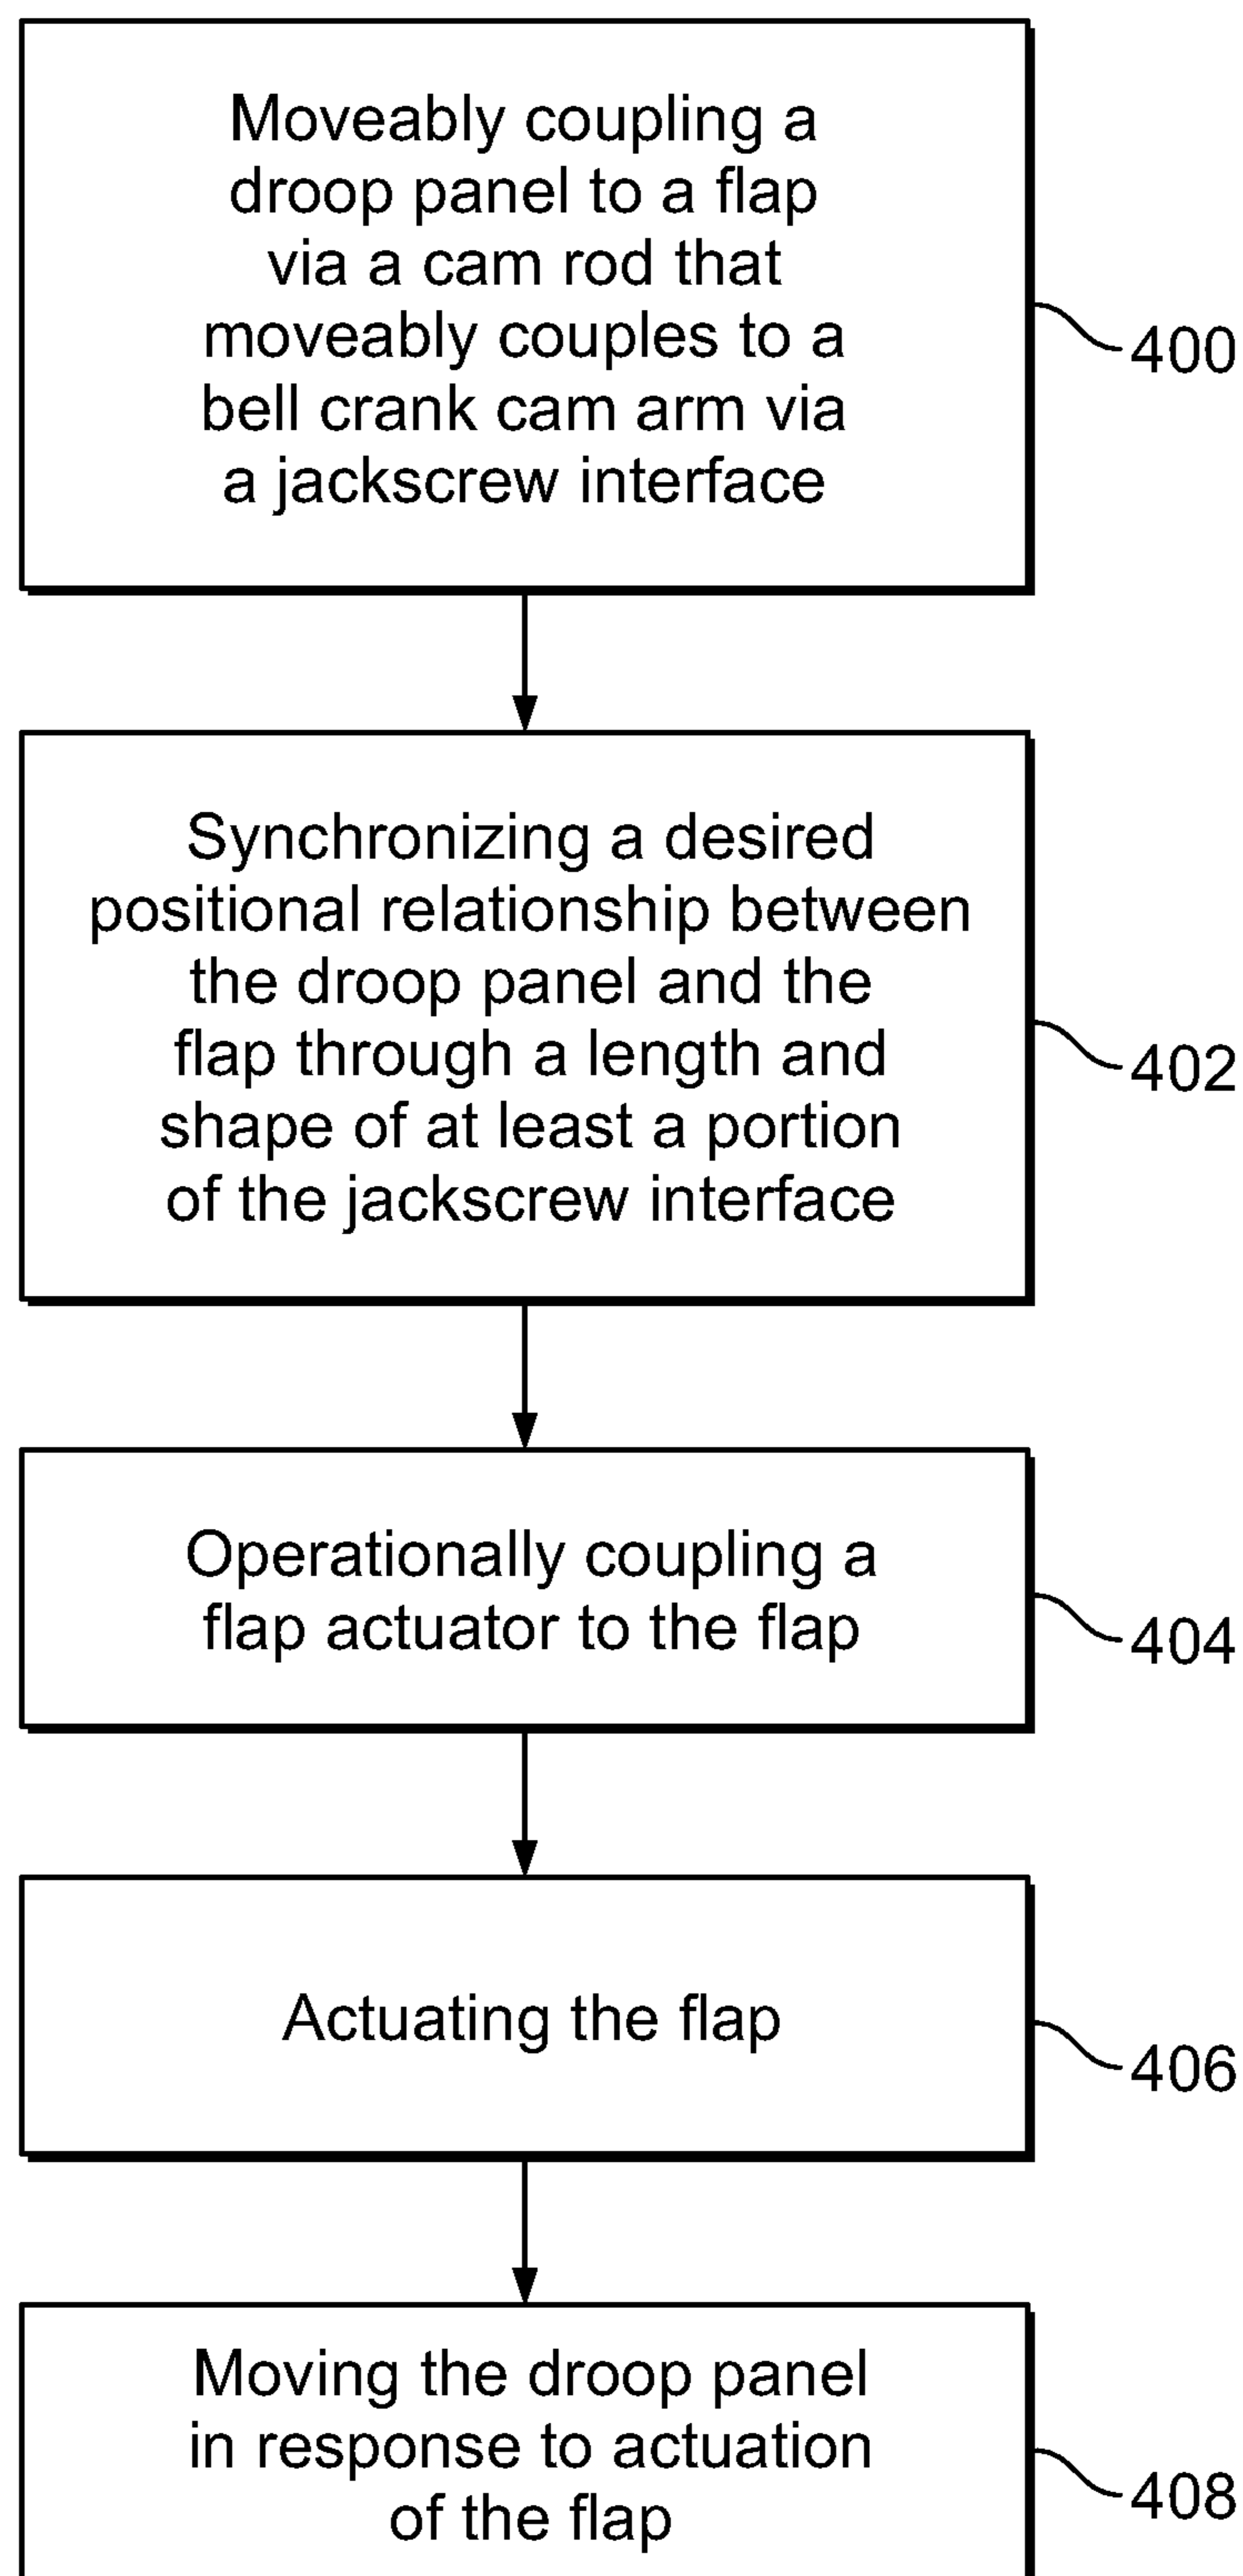 Moveably coupling a
droop panel to a flap
via a cam rod that
moveably couples to a
bell crank cam arm via
a jackscrew interface
400
Synchronizing a desired
positional relationship between
the droop panel and the
flap through a length and
shape of at least a portion
of the jackscrew interface
402
Operationally coupling a
flap actuator to the flap
404
Actuating the flap
406
Moving the droop panel
in response to actuation
of the flap
408